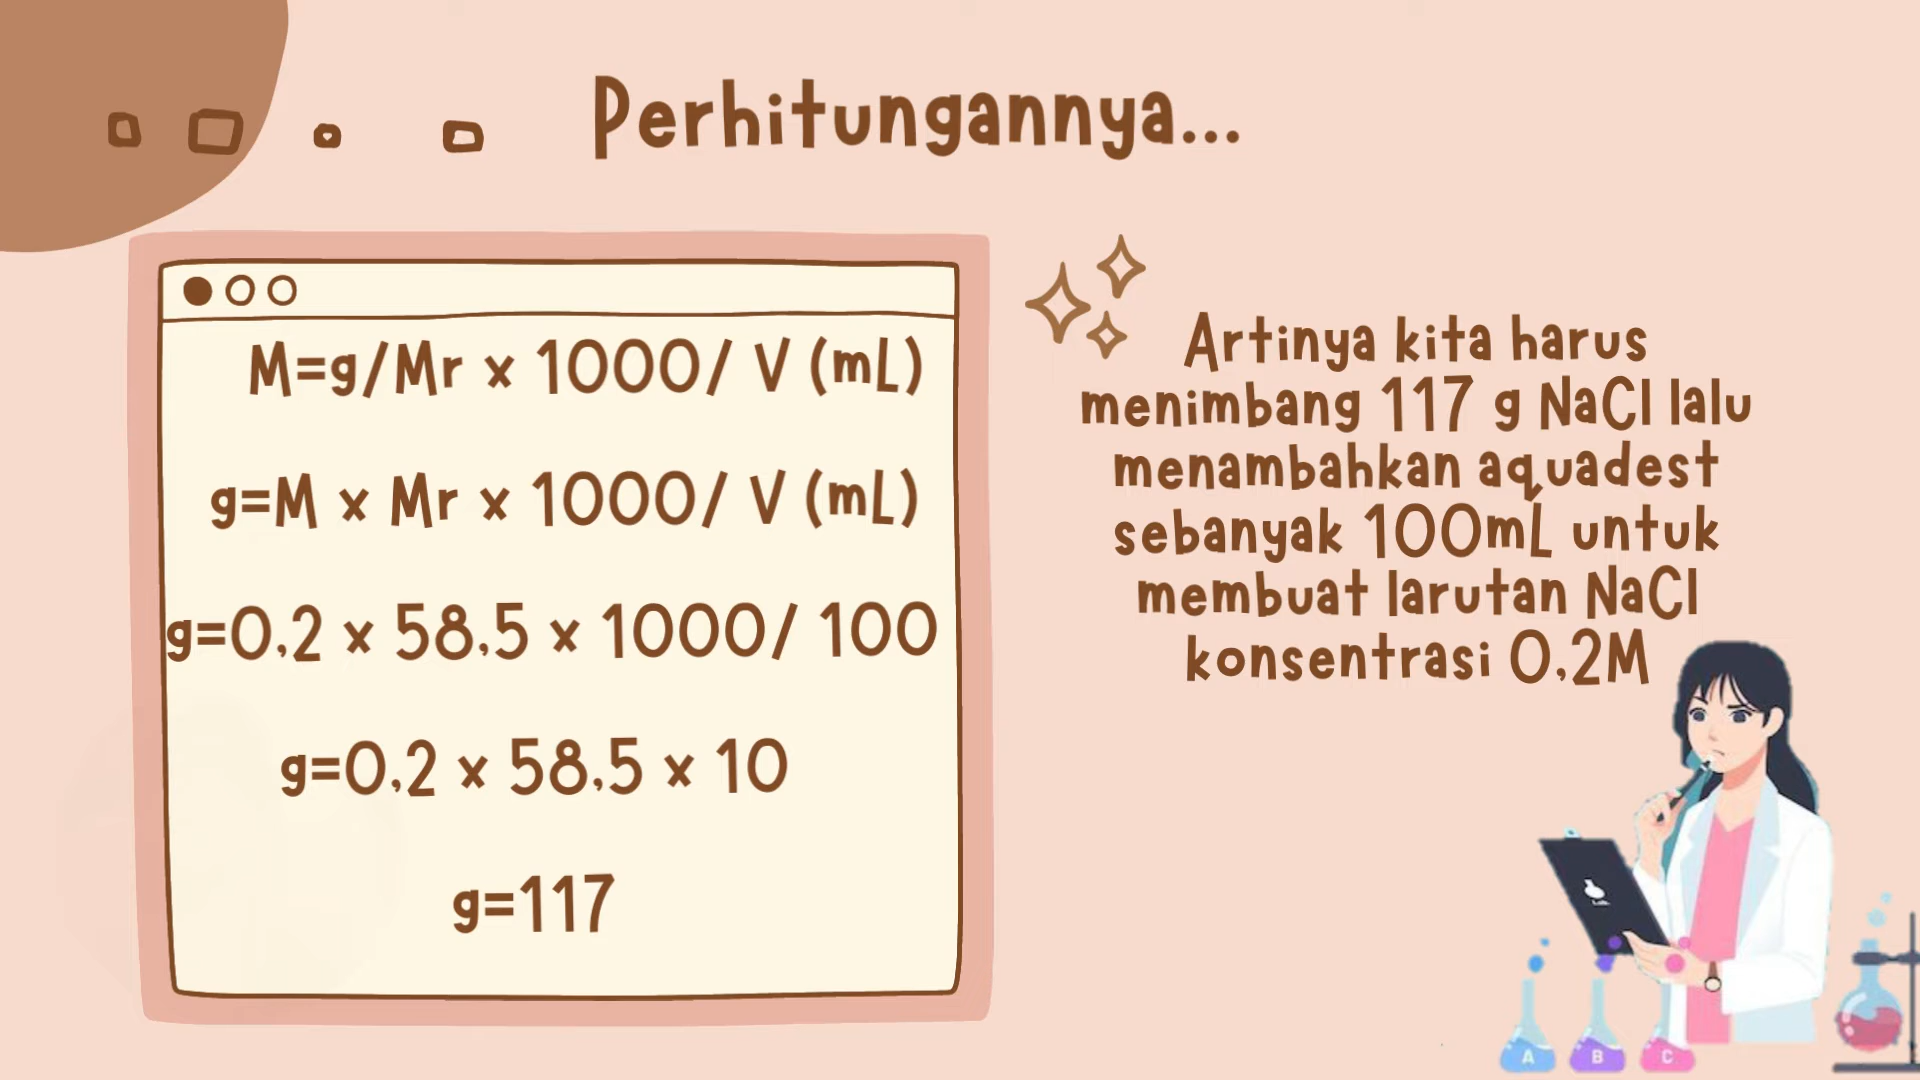 Perhitungannya...
M=g/Mr × 1000/ V (mL)
g=M × Mr × 1000/ V (mL)
g=0,2 × 58,5 × 1000/ 100
g=0,2 × 58,5 × 10
g=117
Artinya kita harus
menimbang 117 g NaCl lalu
menambahkan aquadest
sebanyak 100mL untuk
membuat larutan NaCl
konsentrasi 0,2M
A B C